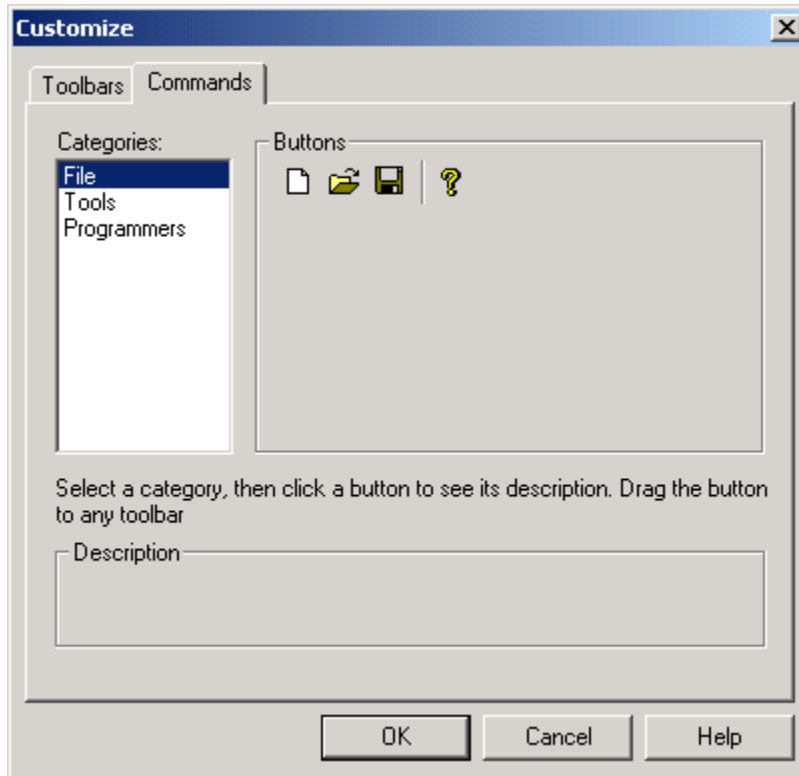 Customize
Toolbars Commands
Categories: Buttons
File
Tools
Programmers
Select a category, then click a button to see its description. Drag the button
to any toolbar
Description
OK Cancel Help